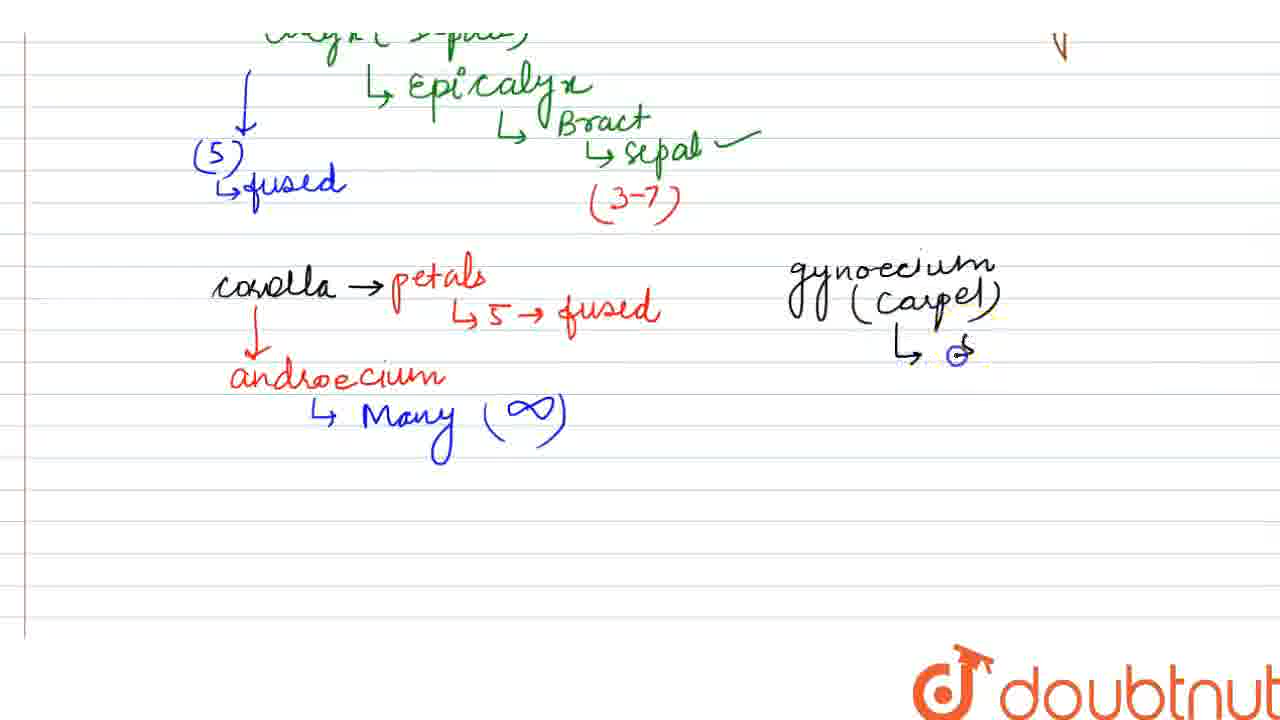 ↳ Epicalyx
↳ Bract
↳ sepal ✓
(5)
↳ fused
(3-7)
corolla → petals
↳ 5 → fused
androecium
↳ Many (∞)
gynoecium
(carpel)
doubtnut